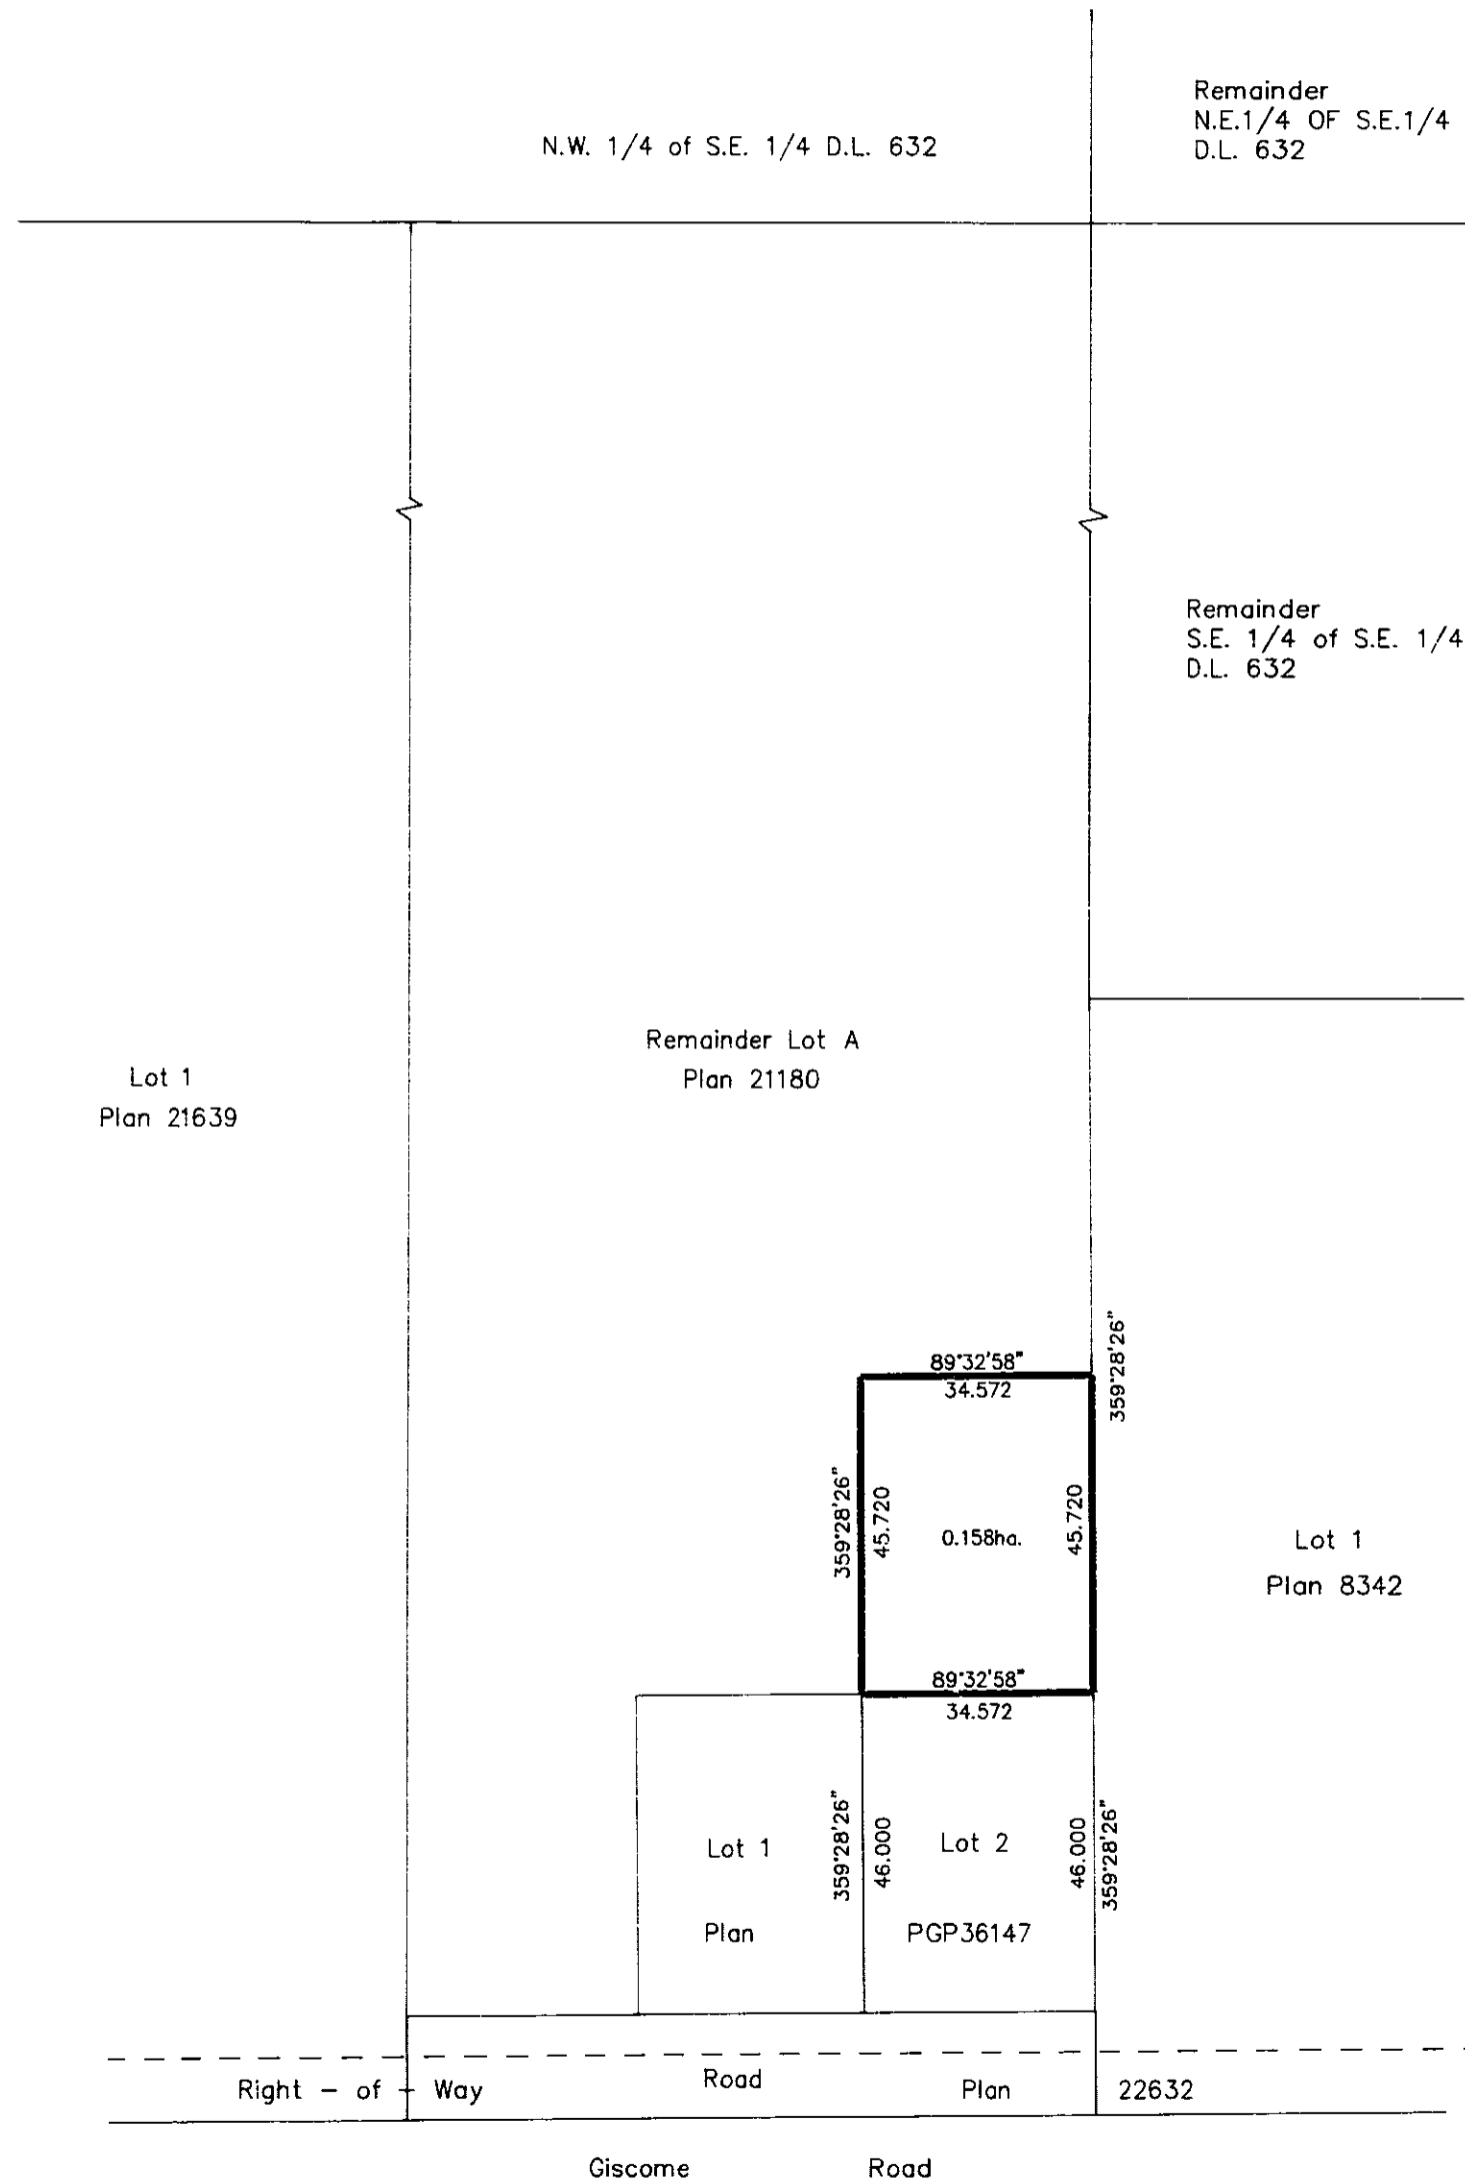 Remainder
N.E.1/4 OF S.E.1/4
D.L. 632
N.W. 1/4 of S.E. 1/4 D.L. 632
Remainder
S.E. 1/4 of S.E. 1/4
D.L. 632
Remainder Lot A
Plan 21180
Lot 1
Plan 21639
89°32'58"
34.572
359°28'26"
359°28'26"
45.720
0.158ha.
45.720
Lot 1
Plan 8342
89°32'58"
34.572
Lot 1
Plan
359°28'26"
46.000
Lot 2
PGP36147
46.000
359°28'26"
Right - of - Way
Road
Plan
22632
Giscome Road